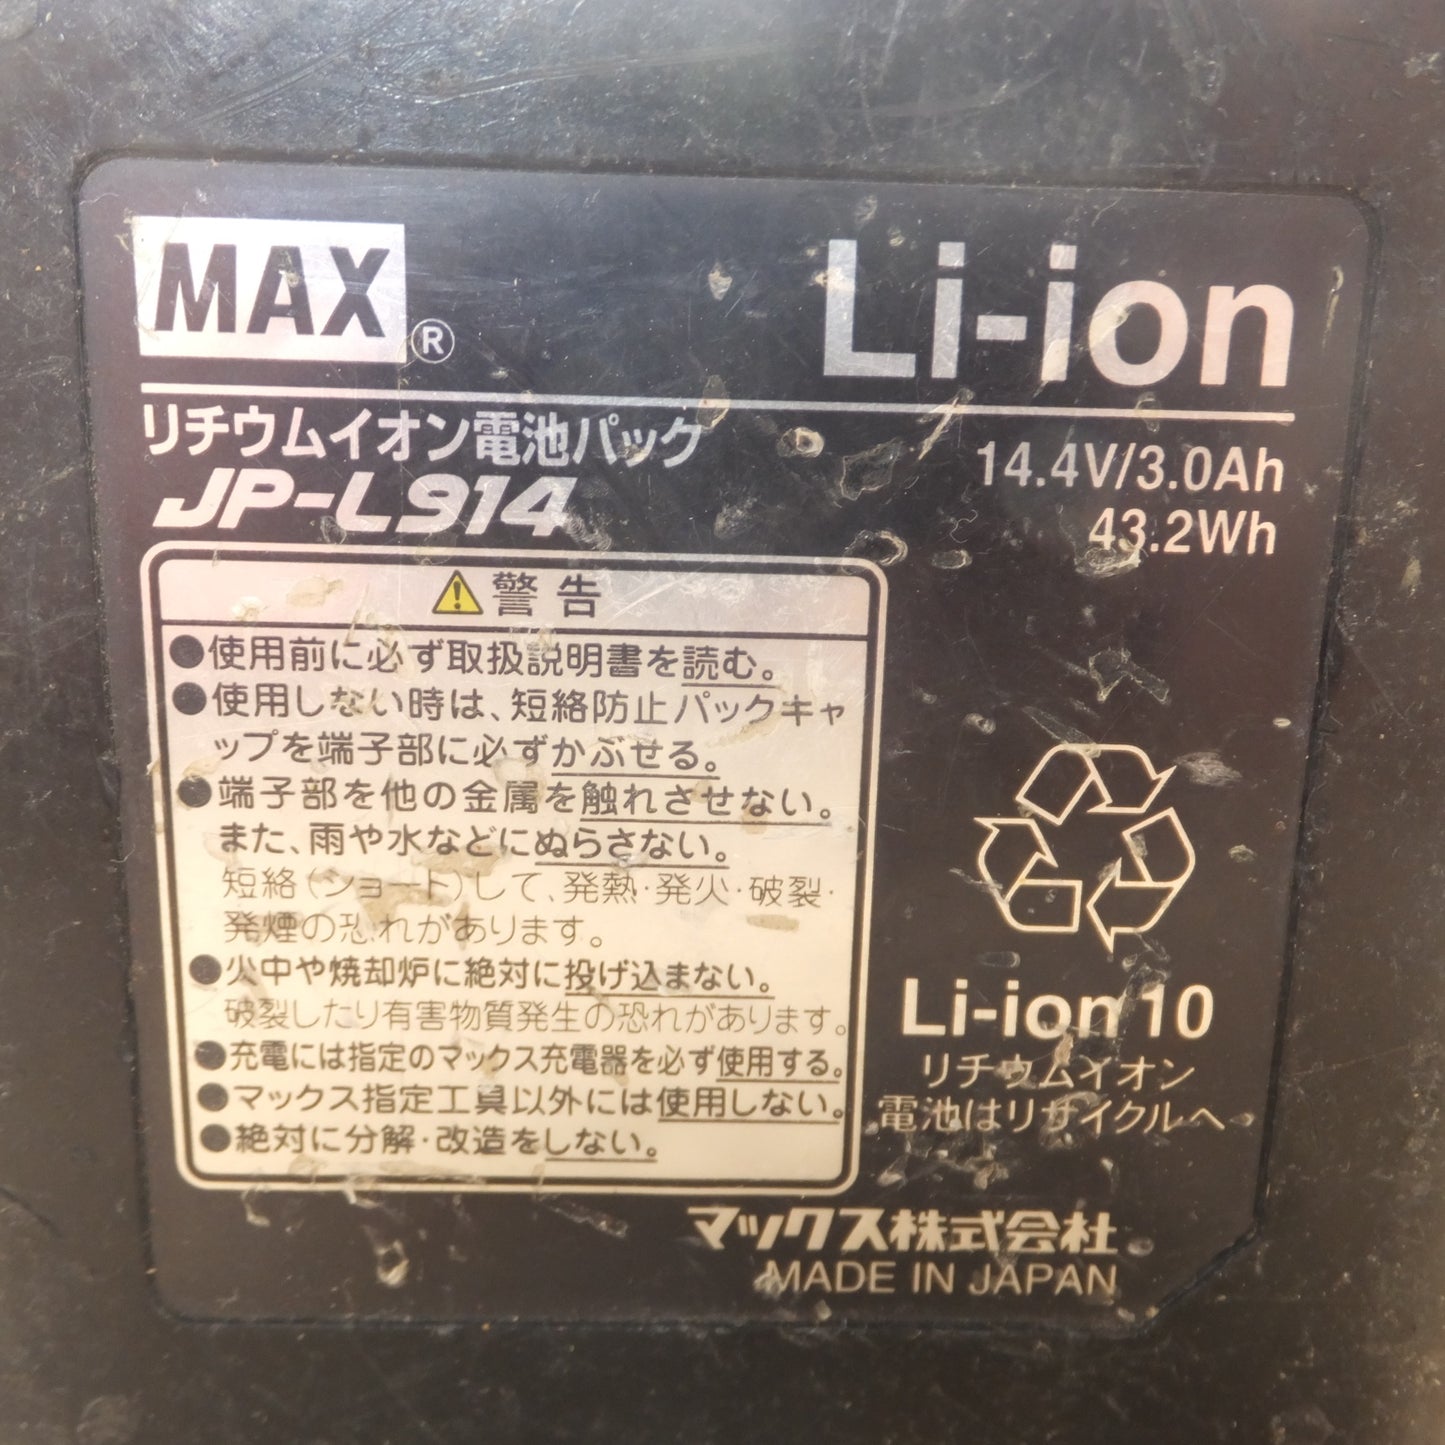 MAX®
Li-ion
リチウムイオン電池パック
JP-L914
14.4V/3.0Ah
43.2Wh
警告
●使用前に必ず取扱説明書を読む。
●使用しない時は、短絡防止パックキャ
ップを端子部に必ずかぶせる。
●端子部を他の金属を触れさせない。
また、雨や水などにぬらさない。
短絡(ショート)して、発熱・発火・破裂・
発煙の恐れがあります。
●火中や焼却炉に絶対に投げ込まない。
破裂したり有害物質発生の恐れがあります。
●充電には指定のマックス充電器を必ず使用する。
●マックス指定工具以外には使用しない。
●絶対に分解・改造をしない。
Li-ion 10
リチウムイオン
電池はリサイクルへ
マックス株式会社
MADE IN JAPAN